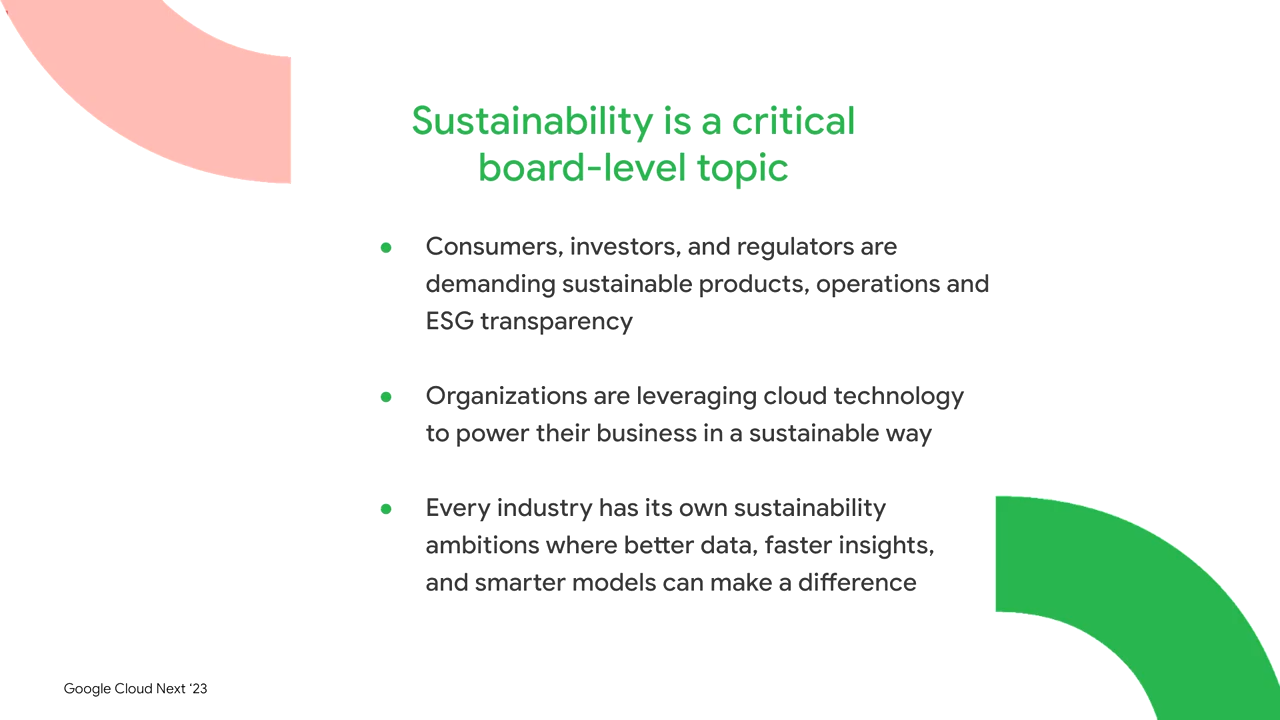 Sustainability is a critical
board-level topic
● Consumers, investors, and regulators are
demanding sustainable products, operations and
ESG transparency
● Organizations are leveraging cloud technology
to power their business in a sustainable way
● Every industry has its own sustainability
ambitions where better data, faster insights,
and smarter models can make a difference
Google Cloud Next ‘23